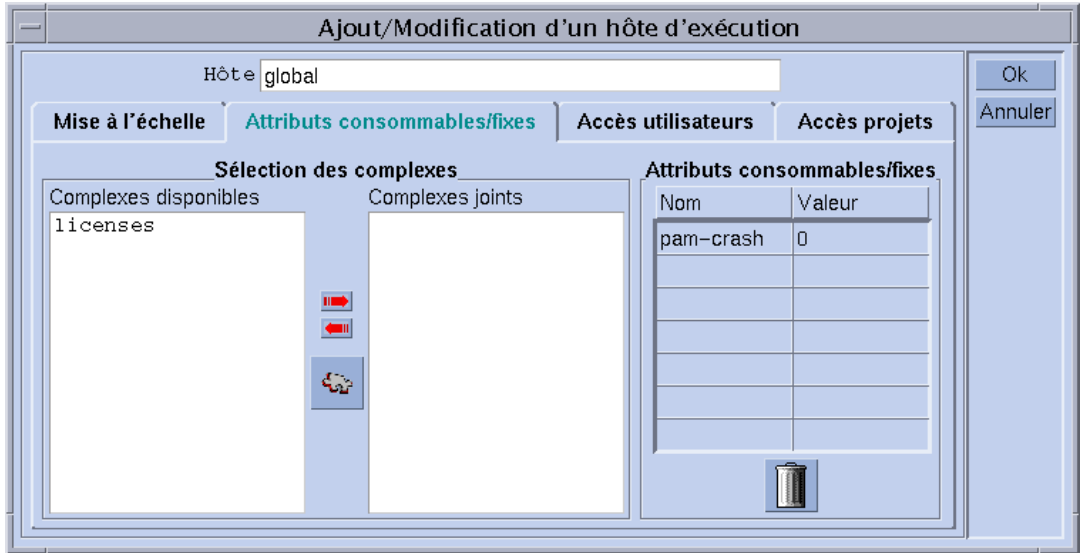 Ajout/Modification d'un hôte d'exécution
Hôte global
Ok
Annuler
Mise à l'échelle
Attributs consommables/fixes
Accès utilisateurs
Accès projets
Sélection des complexes
Complexes disponibles
Complexes joints
licenses
Attributs consommables/fixes
Nom Valeur
pam-crash 0